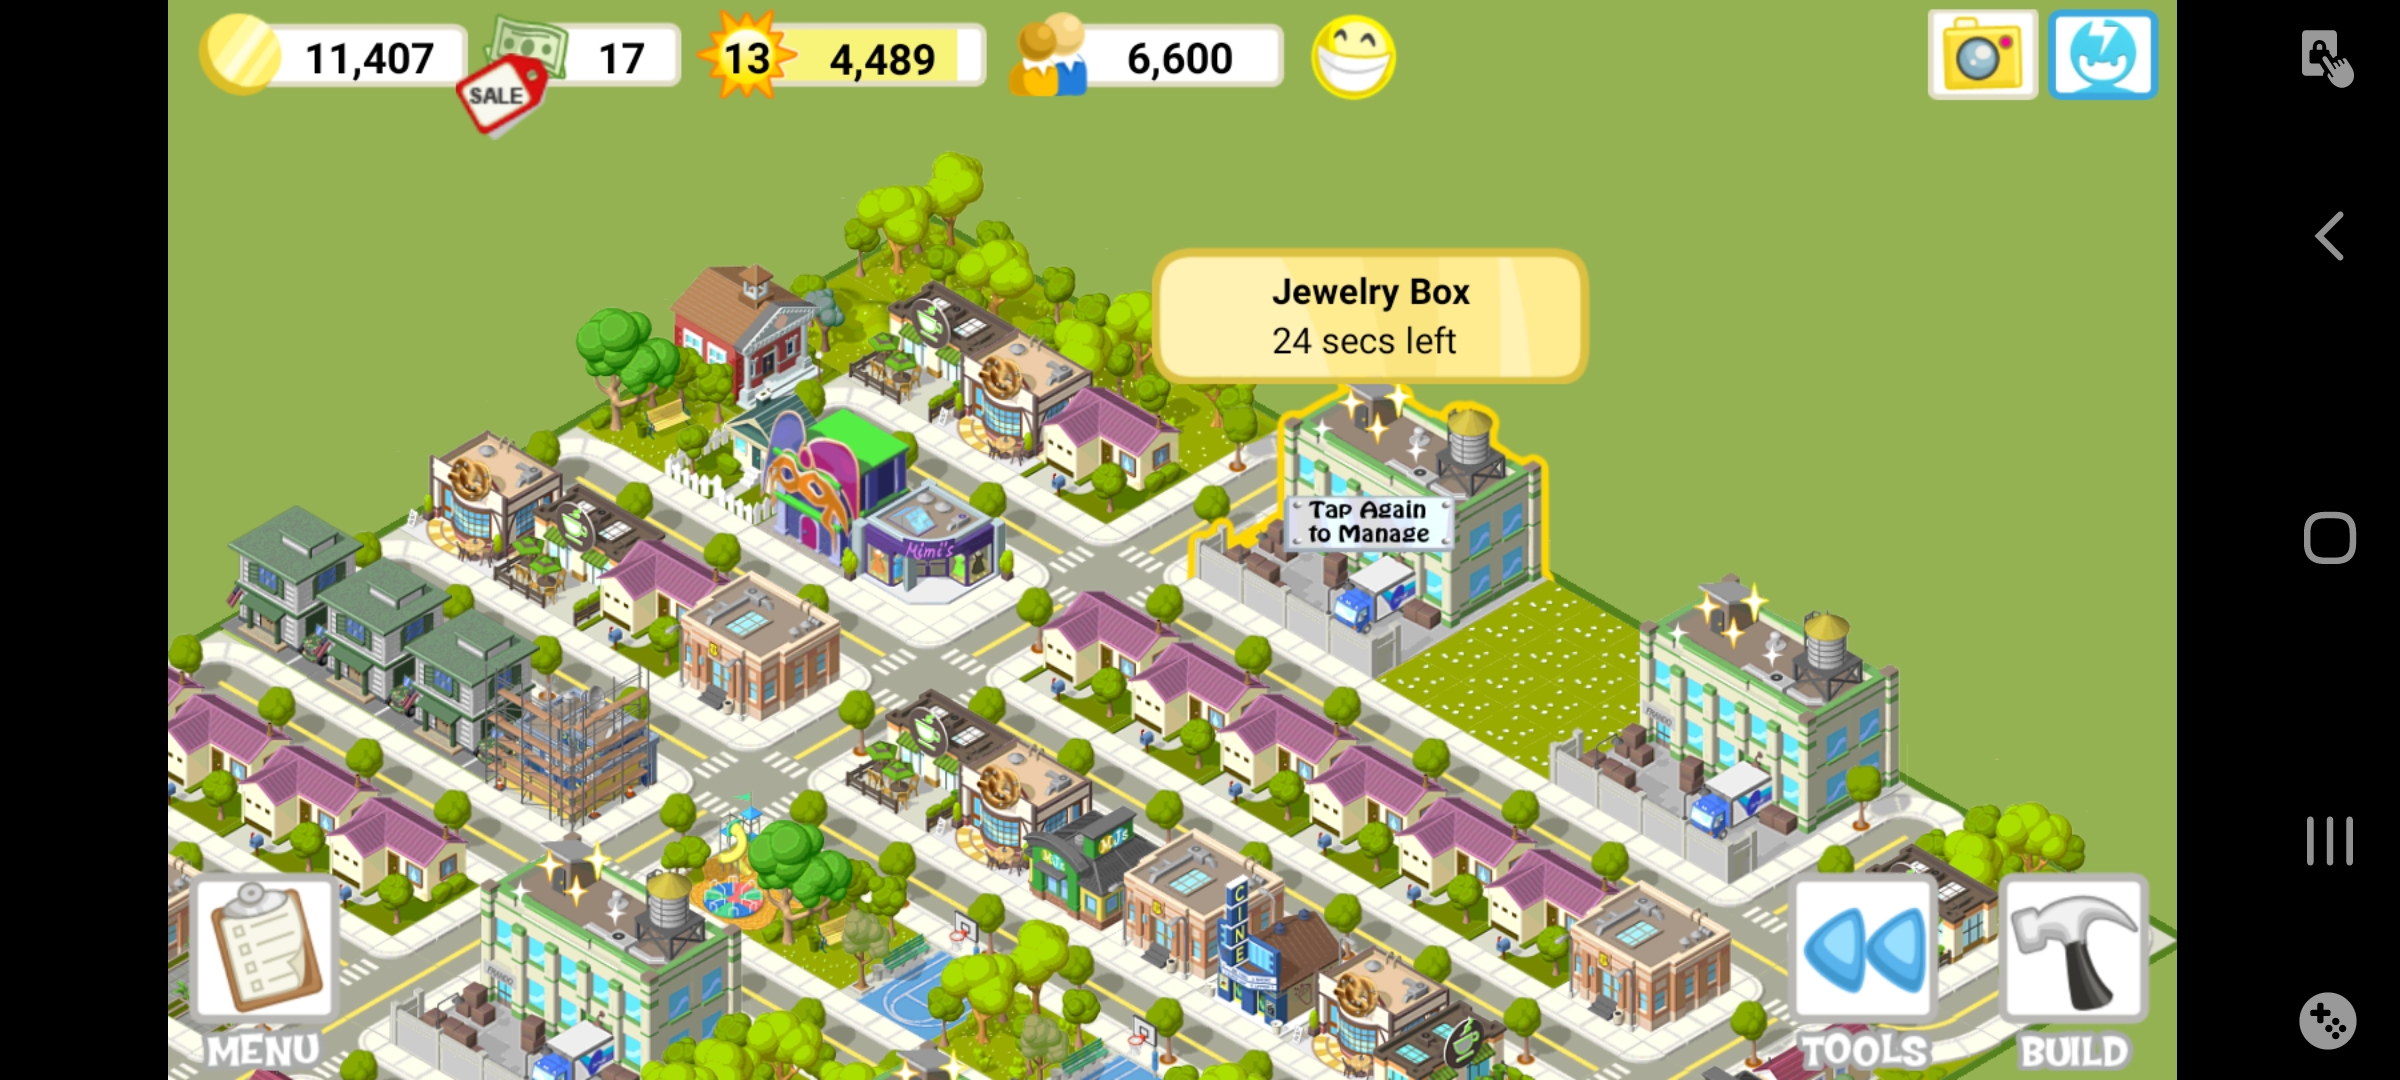 11,407
SALE
17
13
4,489
6,600
Jewelry Box
24 secs left
Tap Again
to Manage
Mimi's
MJ's
MJ's
CINE
MENU
TOOLS
BUILD